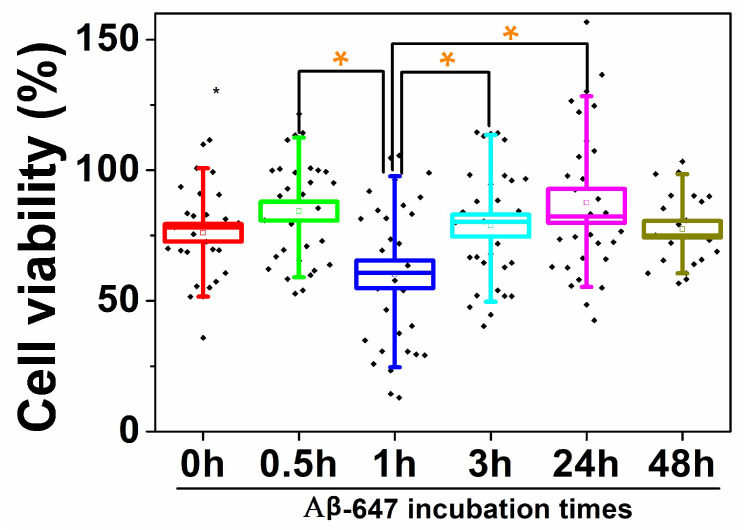 Cell viability (%)
150
100
50
0
* * *
*
0h 0.5h 1h 3h 24h 48h
Aβ-647 incubation times